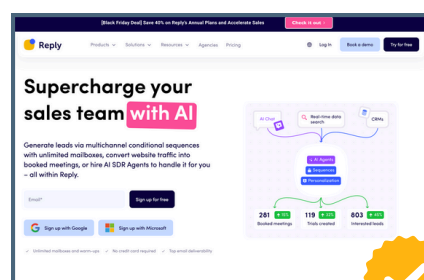 [Black Friday Deal] Save 40% on Reply's Annual Plans and Accelerate Sales
Check it out
Reply
Products
Solutions
Resources
Agencies
Pricing
Log In
Book a demo
Try for free
Supercharge your
sales team with AI
Generate leads via multichannel conditional sequences
with unlimited mailboxes, convert website traffic into
booked meetings, or hire AI SDR Agents to handle it for you
– all within Reply.
Email*
Sign up for free
Sign up with Google
Sign up with Microsoft
Unlimited mailboxes and warm-ups
No credit card required
Top email deliverability
AI Chat
Real-time data
search
CRMs
AI Agents
Sequences
Personalization
281
Booked meetings
119
Trials created
603
Interested leads